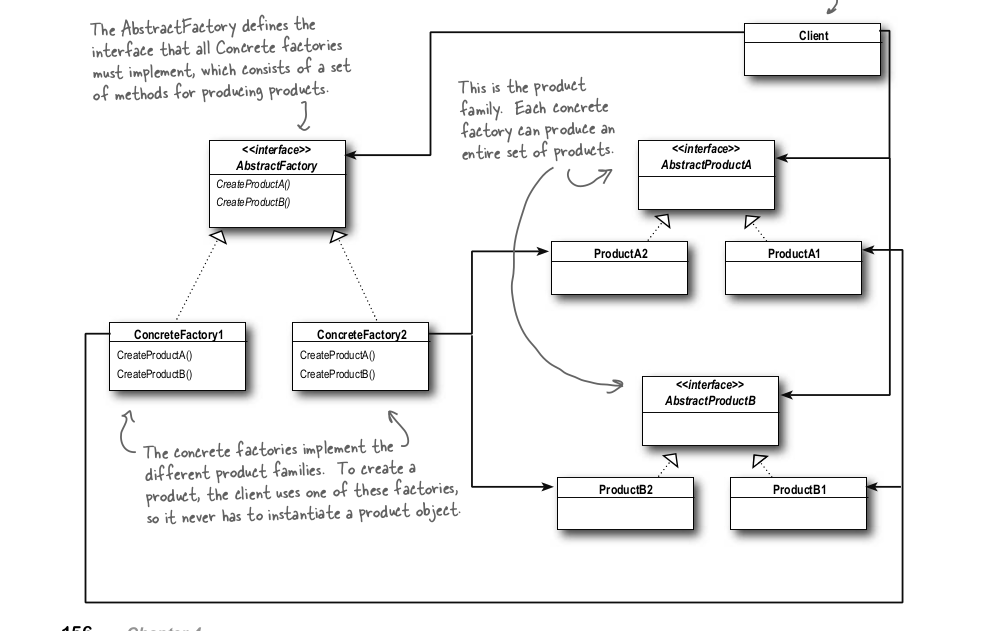 The AbstractFactory defines the
interface that all Concrete factories
must implement, which consists of a set
of methods for producing products.
Client
This is the product
family. Each concrete
factory can produce an
entire set of products.
<<interface>>
AbstractFactory
CreateProductA()
CreateProductB()
<<interface>>
AbstractProductA
ProductA2
ProductA1
ConcreteFactory1
CreateProductA()
CreateProductB()
ConcreteFactory2
CreateProductA()
CreateProductB()
<<interface>>
AbstractProductB
ProductB2
ProductB1
The concrete factories implement the
different product families. To create a
product, the client uses one of these factories,
so it never has to instantiate a product object.
156 Chapter 4